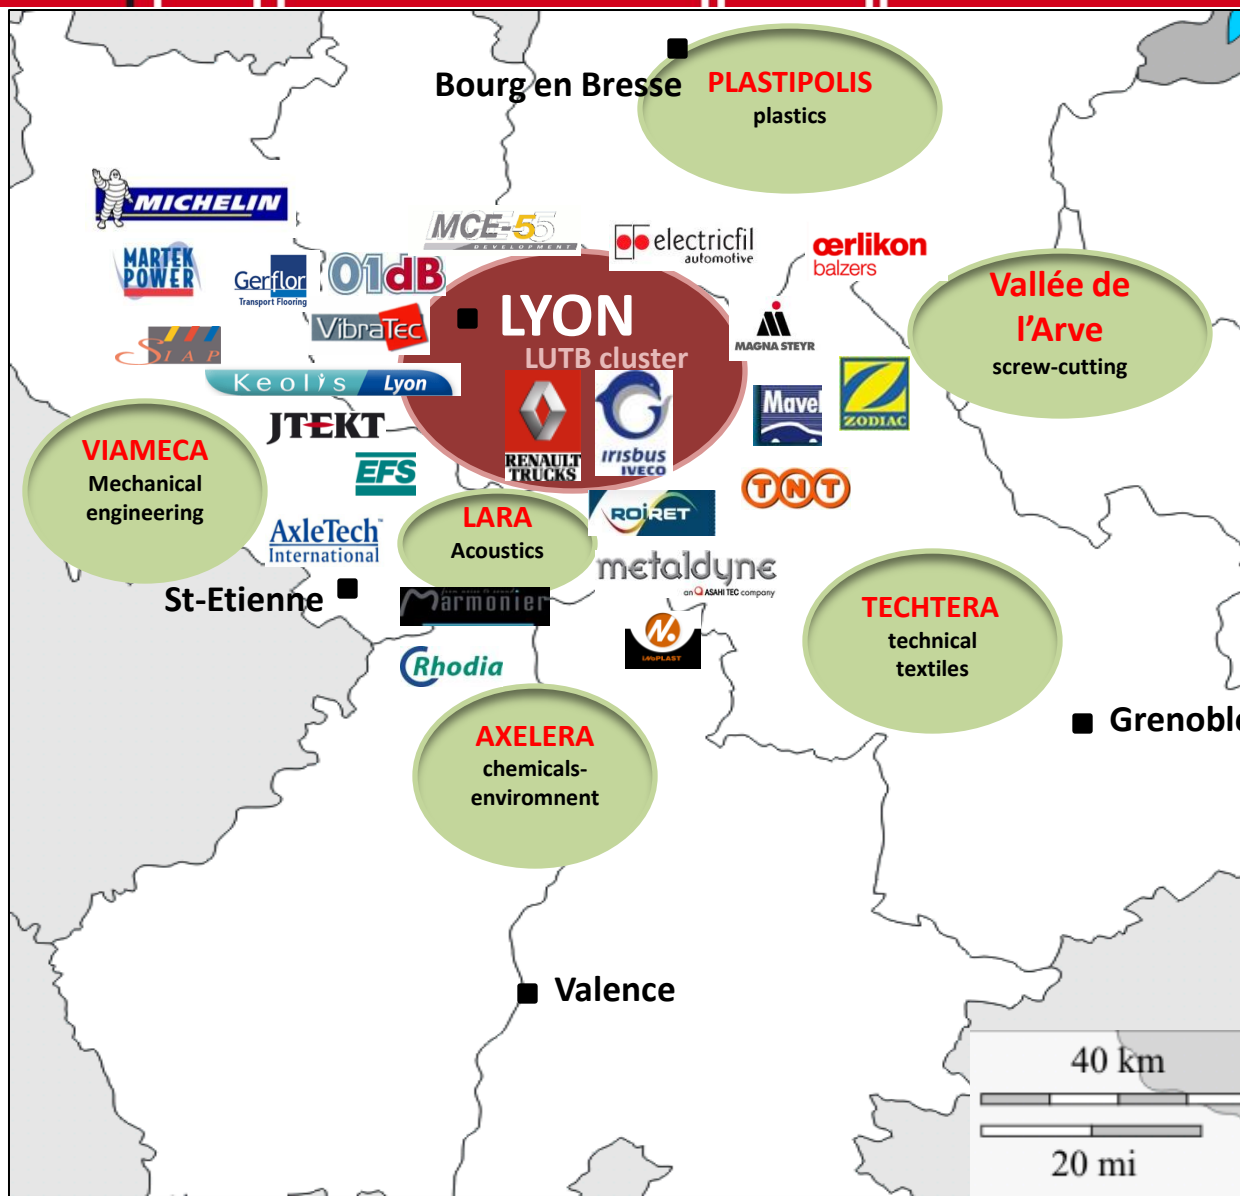 Bourg en Bresse
PLASTIPOLIS
plastics
MICHELIN
MCE-55
DEVELOPMENT
electricfil
automotive
œrlikon
balzers
MARTEK
POWER
Gerflor
Transport Flooring
01dB
VibraTec
LYON
LUTB cluster
MAGNA STEYR
Vallée de
l'Arve
screw-cutting
SIAP
Keolis Lyon
RENAULT
TRUCKS
irisbus
IVECO
Mavel
ZODIAC
JTEKT
VIAMECA
Mechanical
engineering
EFS
TNT
AxleTech
International
LARA
Acoustics
ROIRET
metaldyne
an ASAHI TEC company
St-Etienne
Marmonier
N.
Rhodia
TECHTERA
technical
textiles
Grenoble
AXELERA
chemicals-
enviromnent
Valence
40 km
20 mi